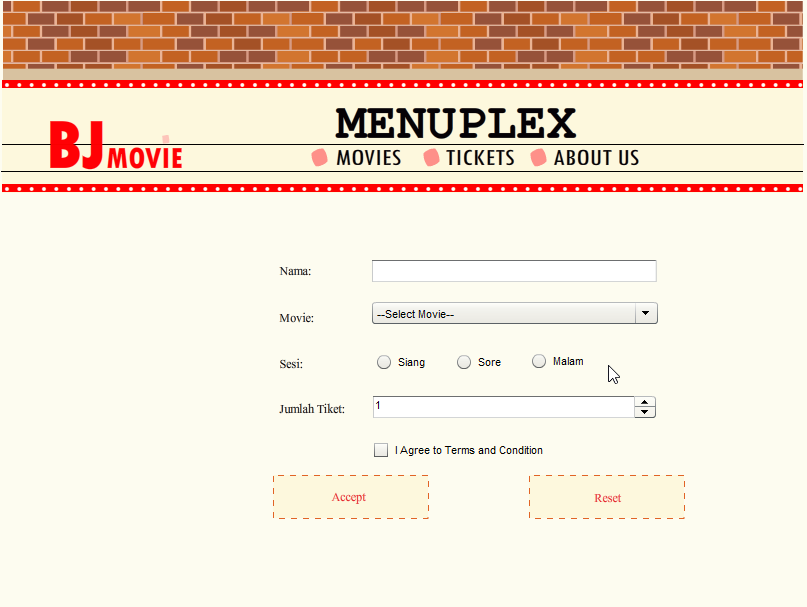 MENUPLEX
BJ MOVIE
MOVIES TICKETS ABOUT US
Nama:
Movie: --Select Movie--
Sesi: Siang Sore Malam
Jumlah Tiket: 1
I Agree to Terms and Condition
Accept Reset